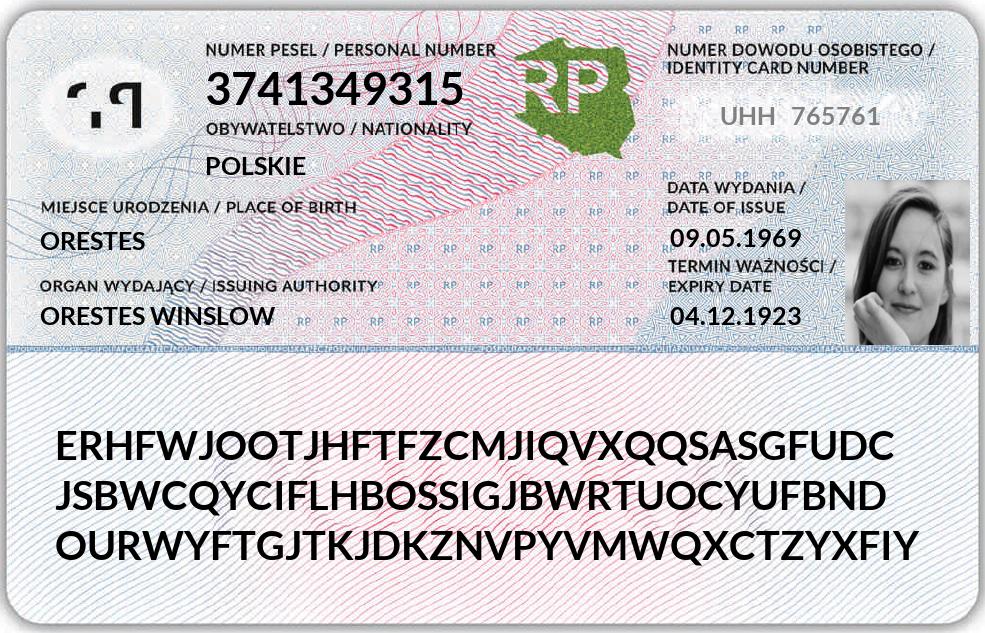 NUMER PESEL / PERSONAL NUMBER
3741349315
OBYWATELSTWO / NATIONALITY
POLSKIE
MIEJSCE URODZENIA / PLACE OF BIRTH
ORESTES
ORGAN WYDAJĄCY / ISSUING AUTHORITY
ORESTES WINSLOW
RP
NUMER DOWODU OSOBISTEGO /
IDENTITY CARD NUMBER
UHH 765761
DATA WYDANIA /
DATE OF ISSUE
09.05.1969
TERMIN WAŻNOŚCI /
EXPIRY DATE
04.12.1923
ERHFWJOOTJHFTFZCMJIQVXQQSASGFUDC
JSBWCQYCIFLHBOSSIGJBWRTUOCYUFBND
OURWYFTGJTKJDKZNVPYVMWQXCTZYXFIY